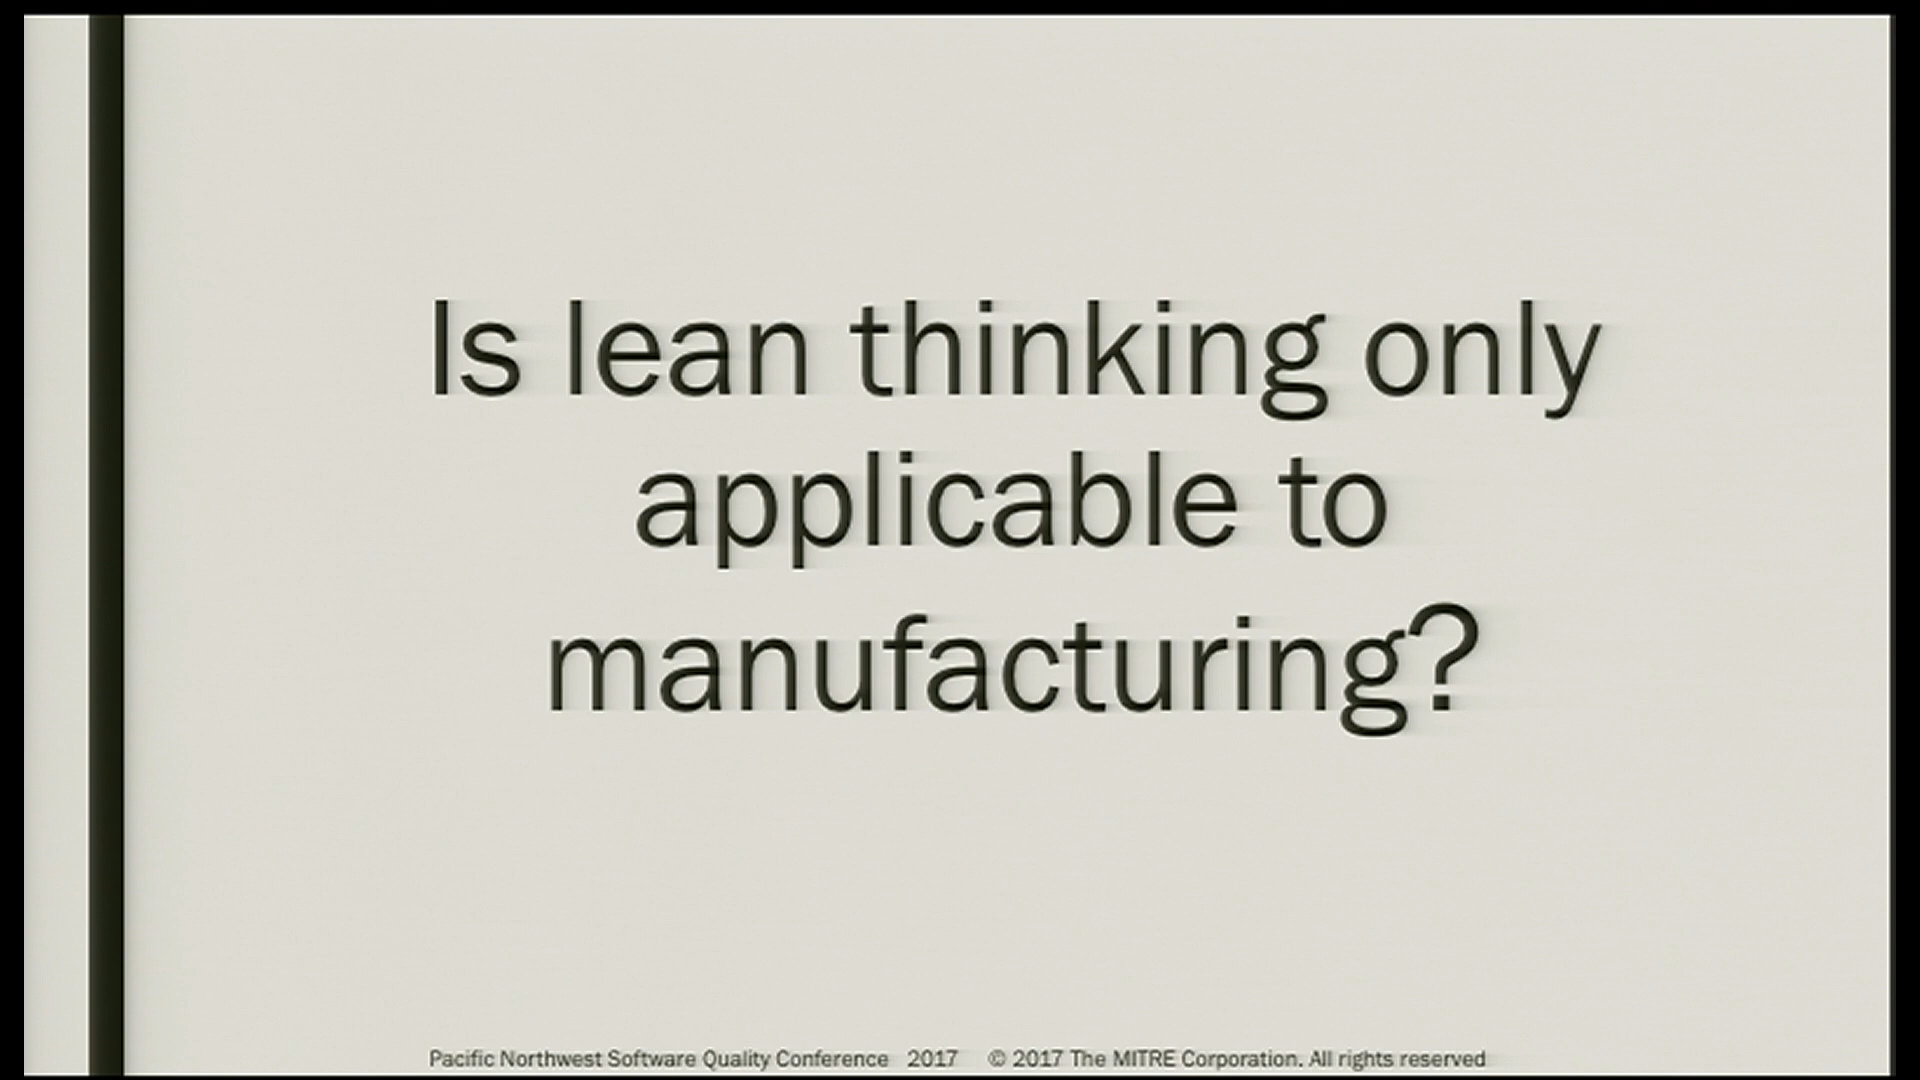 Is lean thinking only
applicable to
manufacturing?
Pacific Northwest Software Quality Conference 2017 © 2017 The MITRE Corporation. All rights reserved